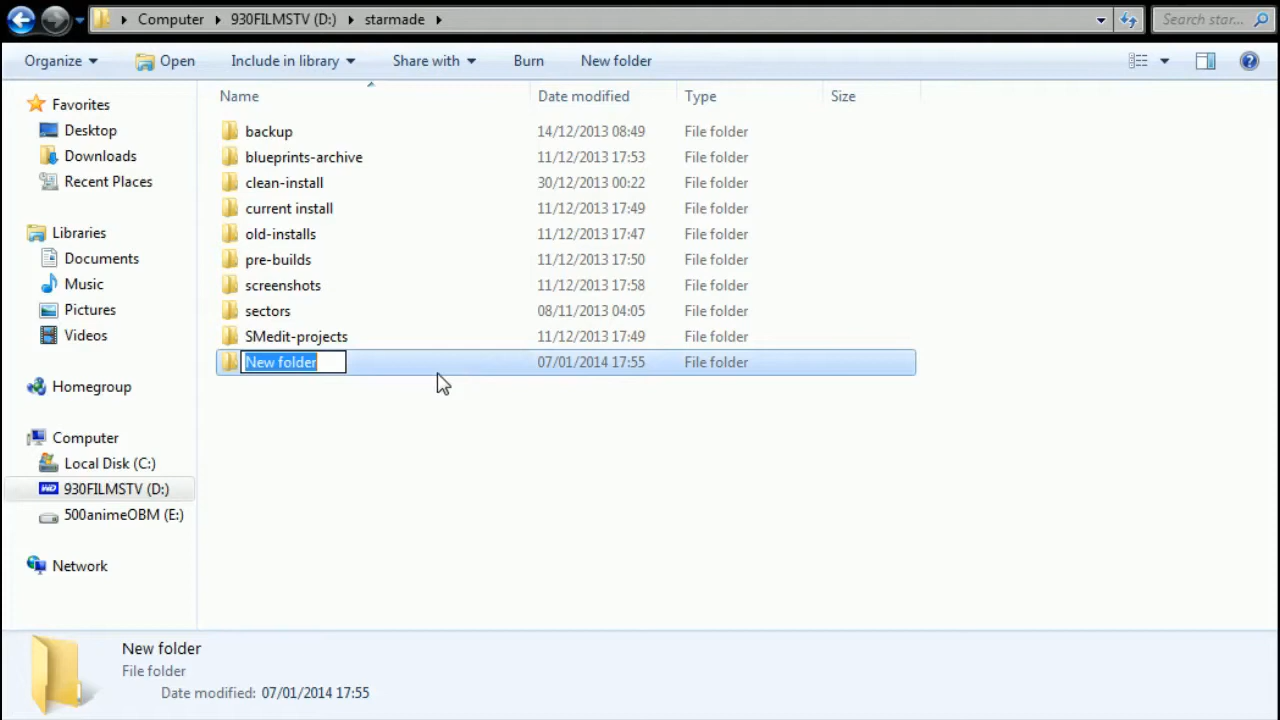 Computer 930FILMSTV (D:) starmade Search star...
Organize Open Include in library Share with Burn New folder
Name Date modified Type Size
Favorites
Desktop
Downloads
Recent Places
Libraries
Documents
Music
Pictures
Videos
Homegroup
Computer
Local Disk (C:)
930FILMSTV (D:)
500animeOBM (E:)
Network
backup 14/12/2013 08:49 File folder
blueprints-archive 11/12/2013 17:53 File folder
clean-install 30/12/2013 00:22 File folder
current install 11/12/2013 17:49 File folder
old-installs 11/12/2013 17:47 File folder
pre-builds 11/12/2013 17:50 File folder
screenshots 11/12/2013 17:58 File folder
sectors 08/11/2013 04:05 File folder
SMedit-projects 11/12/2013 17:49 File folder
New folder 07/01/2014 17:55 File folder
New folder
File folder
Date modified: 07/01/2014 17:55